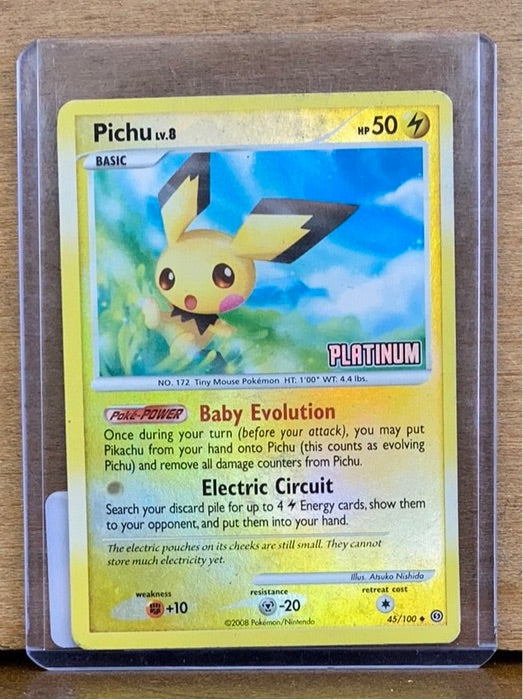 Pichu LV.8 HP 50
BASIC
PLATINUM
NO. 172 Tiny Mouse Pokémon HT: 1'00" WT: 4.4 lbs.
Poké-POWER Baby Evolution
Once during your turn (before your attack), you may put
Pikachu from your hand onto Pichu (this counts as evolving
Pichu) and remove all damage counters from Pichu.
Electric Circuit
Search your discard pile for up to 4 Energy cards, show them
to your opponent, and put them into your hand.
The electric pouches on its cheeks are still small. They cannot
store much electricity yet.
Illus. Atsuko Nishida
weakness resistance retreat cost
+10 -20
©2008 Pokémon/Nintendo 45/100